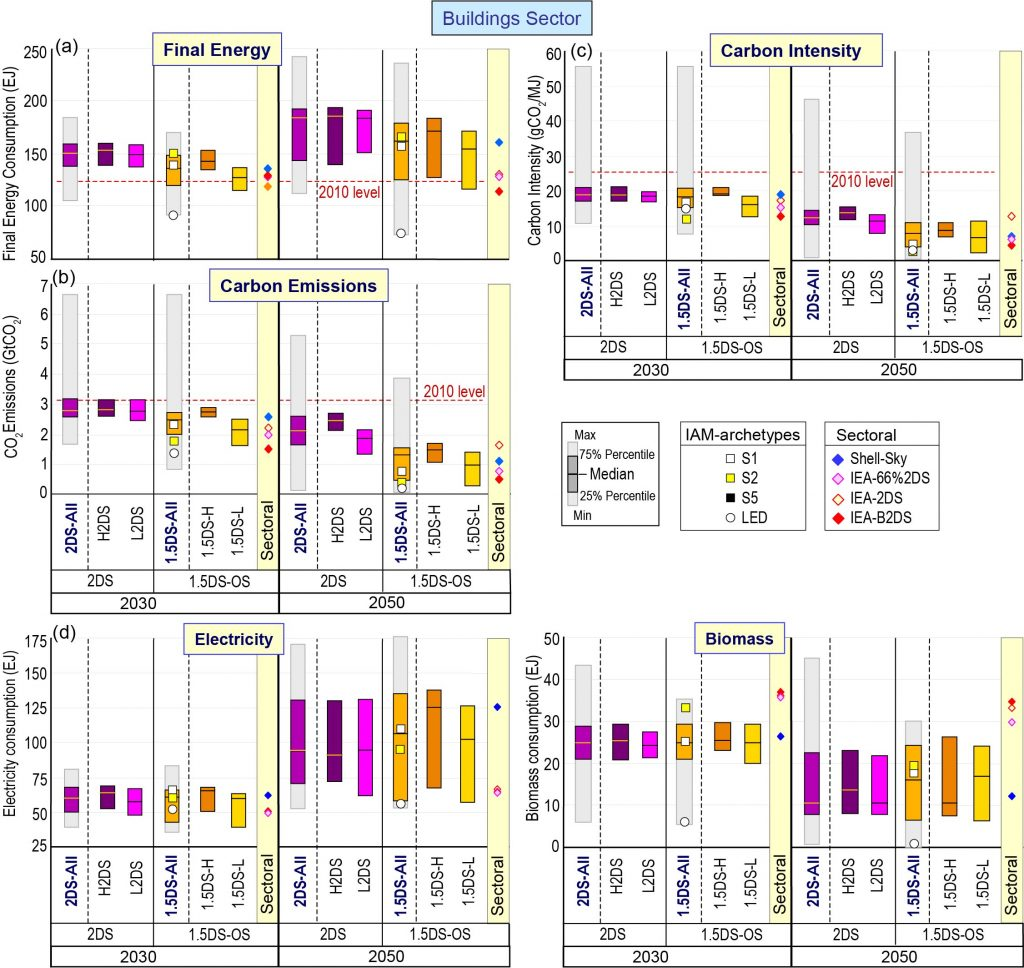 Buildings Sector
(a)
Final Energy
Final Energy Consumption (EJ)
250
200
150
100
50
2010 level
(c)
Carbon Intensity
Carbon Intensity (gCO2/MJ)
60
50
40
30
20
10
0
2010 level
2DS-All
H2DS
L2DS
1.5DS-All
1.5DS-H
1.5DS-L
Sectoral
2DS-All
H2DS
L2DS
1.5DS-All
1.5DS-H
1.5DS-L
Sectoral
2DS
1.5DS-OS
2DS
1.5DS-OS
2030
2050
(b)
Carbon Emissions
CO2 Emissions (GtCO2)
7
6
5
4
3
2
1
0
2010 level
2DS-All
H2DS
L2DS
1.5DS-All
1.5DS-H
1.5DS-L
Sectoral
2DS-All
H2DS
L2DS
1.5DS-All
1.5DS-H
1.5DS-L
Sectoral
2DS
1.5DS-OS
2DS
1.5DS-OS
2030
2050
Max
75% Percentile
Median
25% Percentile
Min
IAM-archetypes
S1
S2
S5
LED
Sectoral
Shell-Sky
IEA-66%2DS
IEA-2DS
IEA-B2DS
(d)
Electricity
Electricity consumption (EJ)
175
150
125
100
75
50
25
2DS-All
H2DS
L2DS
1.5DS-All
1.5DS-H
1.5DS-L
Sectoral
2DS-All
H2DS
L2DS
1.5DS-All
1.5DS-H
1.5DS-L
Sectoral
2DS
1.5DS-OS
2DS
1.5DS-OS
2030
2050
Biomass
Biomass consumption (EJ)
50
40
30
20
10
0
2DS-All
H2DS
L2DS
1.5DS-All
1.5DS-H
1.5DS-L
Sectoral
2DS-All
H2DS
L2DS
1.5DS-All
1.5DS-H
1.5DS-L
Sectoral
2DS
1.5DS-OS
2DS
1.5DS-OS
2030
2050